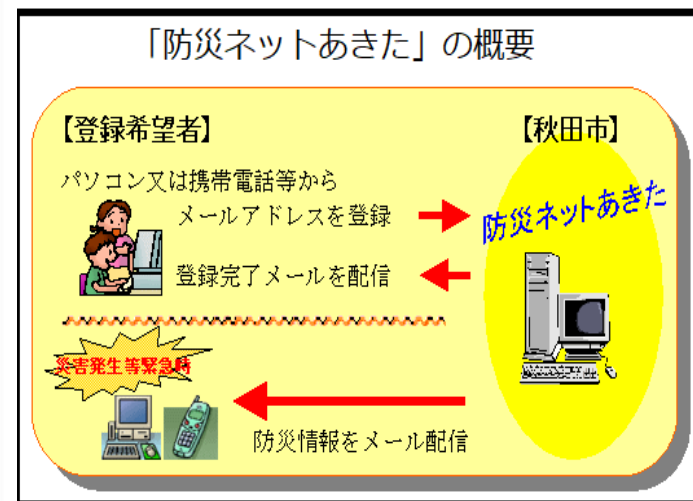 「防災ネットあきた」の概要
【登録希望者】
【秋田市】
パソコン又は携帯電話等から
メールアドレスを登録
防災ネットあきた
登録完了メールを配信
災害発生等緊急時
防災情報をメール配信